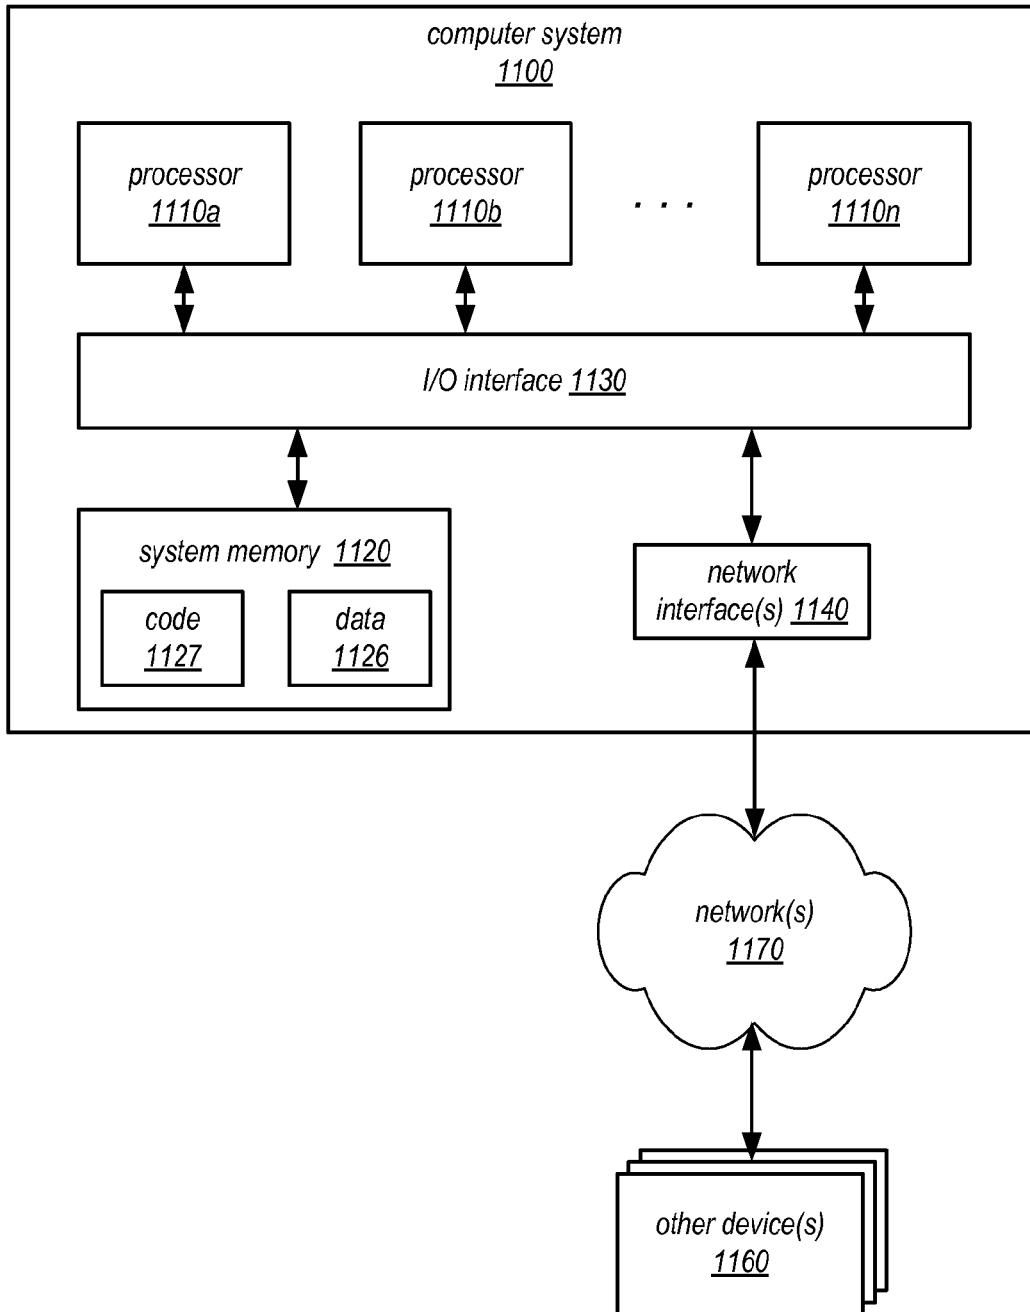 computer system
1100
processor
1110a
processor
1110b
. . .
processor
1110n
I/O interface 1130
system memory 1120
code
1127
data
1126
network
interface(s) 1140
network(s)
1170
other device(s)
1160